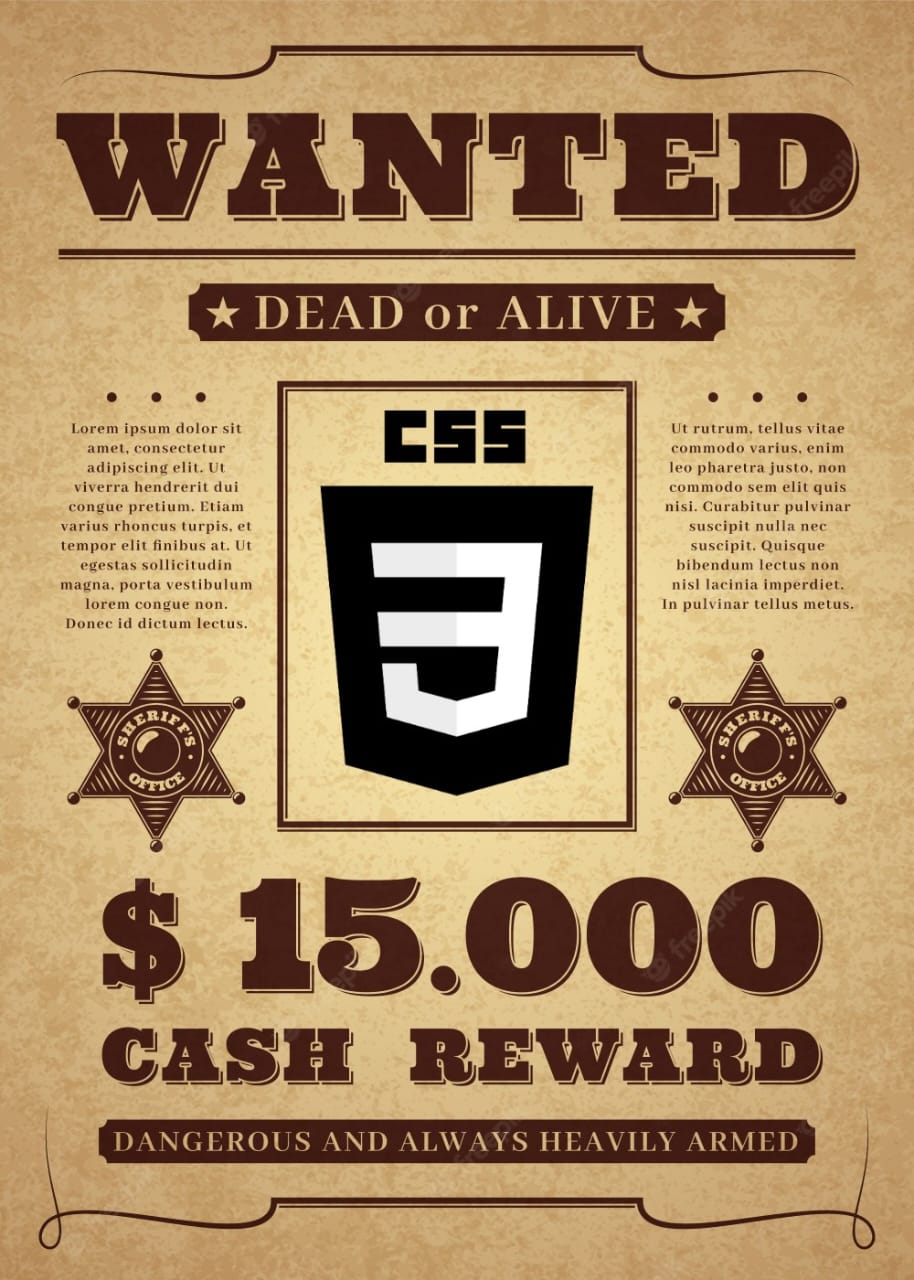 WANTED
★ DEAD or ALIVE ★
Lorem ipsum dolor sit
amet, consectetur
adipiscing elit. Ut
viverra hendrerit dui
congue pretium. Etiam
varius rhoncus turpis, et
tempor elit finibus at. Ut
egestas sollicitudin
magna, porta vestibulum
lorem congue non.
Donec id dictum lectus.
CSS
3
Ut rutrum, tellus vitae
commodo varius, enim
leo pharetra justo, non
commodo sem elit quis
nisi. Curabitur pulvinar
suscipit nulla nec
suscipit. Quisque
bibendum lectus non
nisl lacinia imperdiet.
In pulvinar tellus metus.
SHERIFF'S
OFFICE
SHERIFF'S
OFFICE
$ 15.000
CASH REWARD
DANGEROUS AND ALWAYS HEAVILY ARMED
freepik
freepik